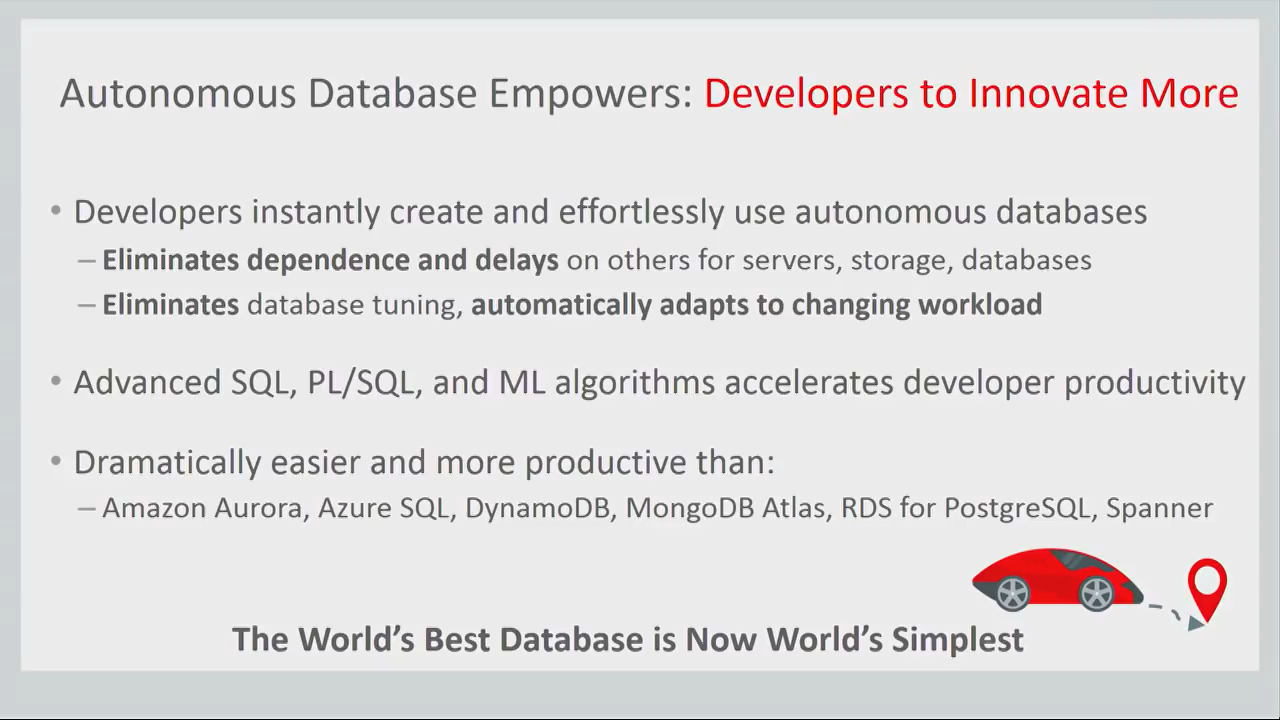 Autonomous Database Empowers: Developers to Innovate More
• Developers instantly create and effortlessly use autonomous databases
– Eliminates dependence and delays on others for servers, storage, databases
– Eliminates database tuning, automatically adapts to changing workload
• Advanced SQL, PL/SQL, and ML algorithms accelerates developer productivity
• Dramatically easier and more productive than:
– Amazon Aurora, Azure SQL, DynamoDB, MongoDB Atlas, RDS for PostgreSQL, Spanner
The World's Best Database is Now World's Simplest